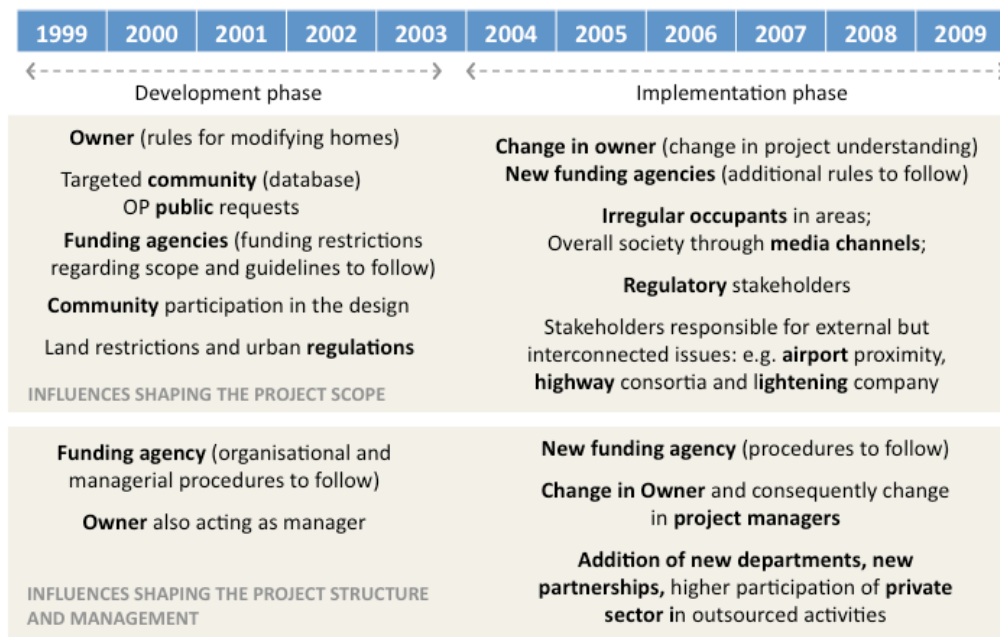 1999 2000 2001 2002 2003 2004 2005 2006 2007 2008 2009
Development phase
Implementation phase
Owner (rules for modifying homes)
Targeted community (database)
OP public requests
Funding agencies (funding restrictions
regarding scope and guidelines to follow)
Community participation in the design
Land restrictions and urban regulations
INFLUENCES SHAPING THE PROJECT SCOPE
Change in owner (change in project understanding)
New funding agencies (additional rules to follow)
Irregular occupants in areas;
Overall society through media channels;
Regulatory stakeholders
Stakeholders responsible for external but
interconnected issues: e.g. airport proximity,
highway consortia and lightening company
Funding agency (organisational and
managerial procedures to follow)
Owner also acting as manager
INFLUENCES SHAPING THE PROJECT STRUCTURE
AND MANAGEMENT
New funding agency (procedures to follow)
Change in Owner and consequently change
in project managers
Addition of new departments, new
partnerships, higher participation of private
sector in outsourced activities